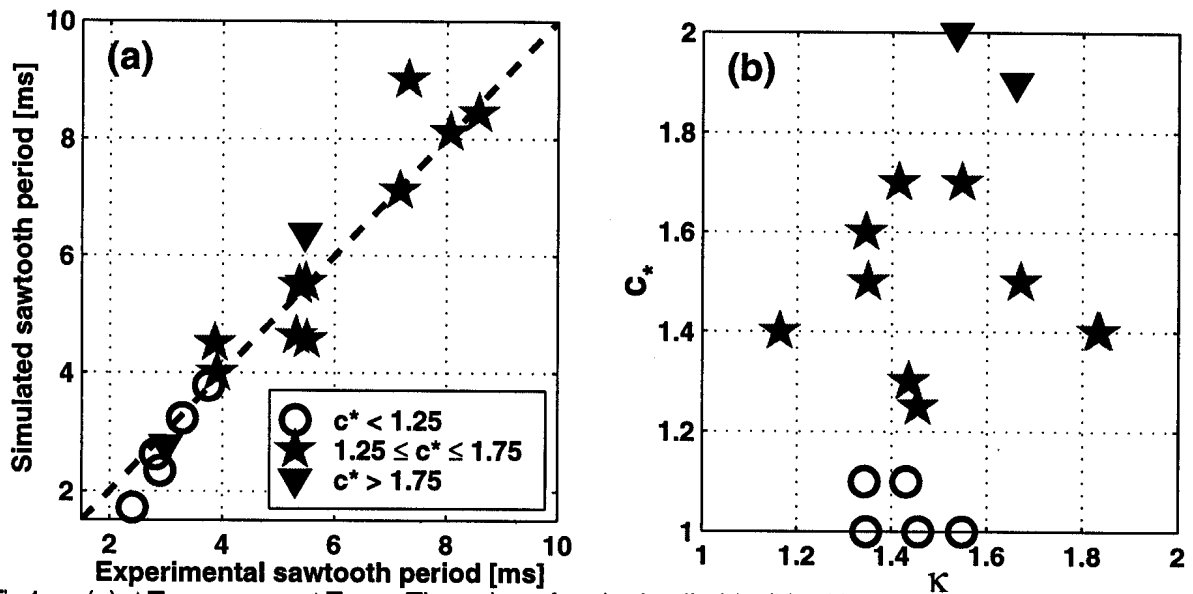 (a)
Simulated sawtooth period [ms]
10
8
6
4
2
2 4 6 8 10
Experimental sawtooth period [ms]
c* < 1.25
1.25 ≤ c* ≤ 1.75
c* > 1.75
(b)
c*
2
1.8
1.6
1.4
1.2
1
1 1.2 1.4 1.6 1.8 2
κ